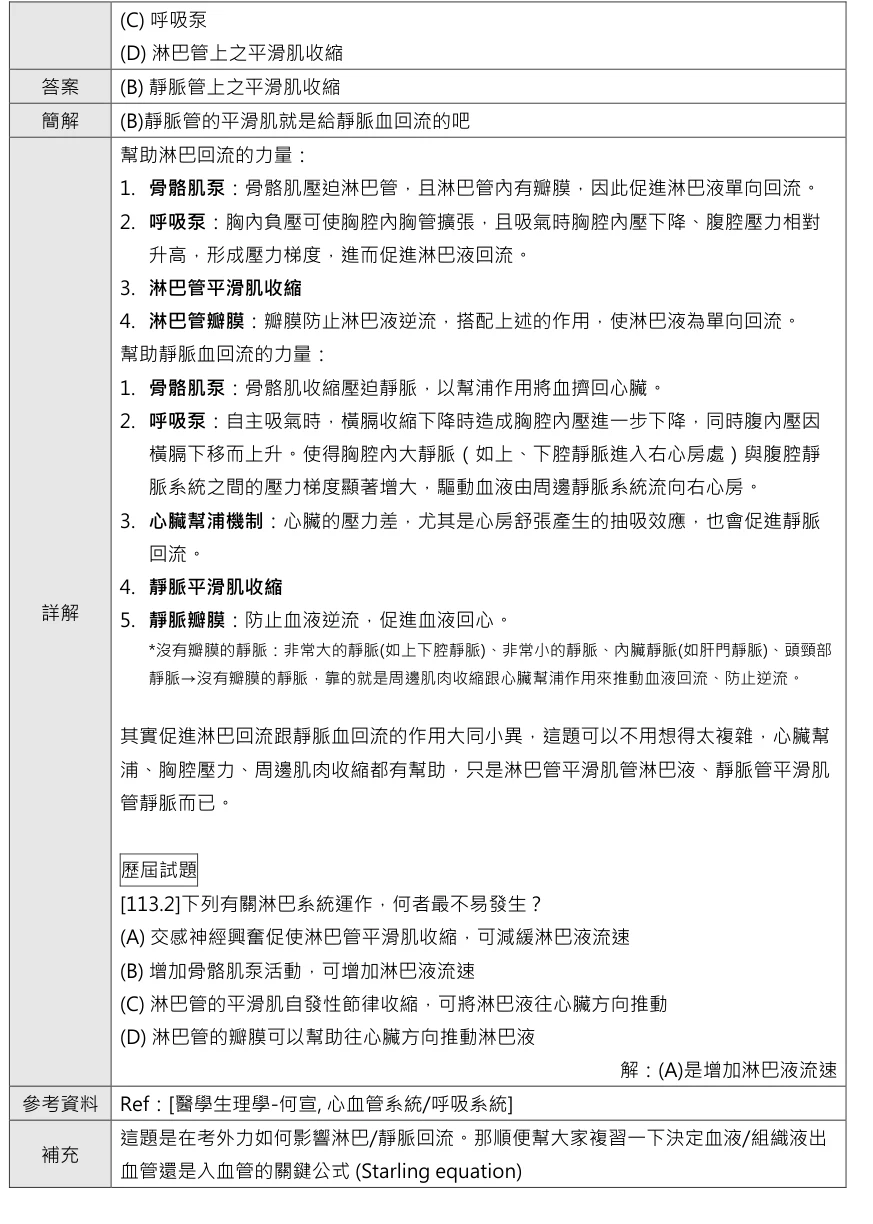 (C) 呼吸泵
(D) 淋巴管上之平滑肌收縮
答案
(B) 靜脈管上之平滑肌收縮
簡解
(B)靜脈管的平滑肌就是給靜脈血回流的吧
詳解
幫助淋巴回流的力量：
1. 骨骼肌泵：骨骼肌壓迫淋巴管，且淋巴管內有瓣膜，因此促進淋巴液單向回流。
2. 呼吸泵：胸內負壓可使胸腔內胸管擴張，且吸氣時胸腔內壓下降、腹腔壓力相對
升高，形成壓力梯度，進而促進淋巴液回流。
3. 淋巴管平滑肌收縮
4. 淋巴管瓣膜：瓣膜防止淋巴液逆流，搭配上述的作用，使淋巴液為單向回流。
幫助靜脈血回流的力量：
1. 骨骼肌泵：骨骼肌收縮壓迫靜脈，以幫浦作用將血擠回心臟。
2. 呼吸泵：自主吸氣時，橫膈收縮下降時造成胸腔內壓進一步下降，同時腹內壓因
橫膈下移而上升。使得胸腔內大靜脈（如上、下腔靜脈進入右心房處）與腹腔靜
脈系統之間的壓力梯度顯著增大，驅動血液由周邊靜脈系統流向右心房。
3. 心臟幫浦機制：心臟的壓力差，尤其是心房舒張產生的抽吸效應，也會促進靜脈
回流。
4. 靜脈平滑肌收縮
5. 靜脈瓣膜：防止血液逆流，促進血液回心。
*沒有瓣膜的靜脈：非常大的靜脈(如上下腔靜脈)、非常小的靜脈、內臟靜脈(如肝門靜脈)、頭頸部
靜脈→沒有瓣膜的靜脈，靠的就是周邊肌肉收縮跟心臟幫浦作用來推動血液回流、防止逆流。
其實促進淋巴回流跟靜脈血回流的作用大同小異，這題可以不用想得太複雜，心臟幫
浦、胸腔壓力、周邊肌肉收縮都有幫助，只是淋巴管平滑肌管淋巴液、靜脈管平滑肌
管靜脈而已。
歷屆試題
[113.2]下列有關淋巴系統運作，何者最不易發生？
(A) 交感神經興奮促使淋巴管平滑肌收縮，可減緩淋巴液流速
(B) 增加骨骼肌泵活動，可增加淋巴液流速
(C) 淋巴管的平滑肌自發性節律收縮，可將淋巴液往心臟方向推動
(D) 淋巴管的瓣膜可以幫助往心臟方向推動淋巴液
解：(A)是增加淋巴液流速
參考資料
Ref：[醫學生理學-何宣, 心血管系統/呼吸系統]
補充
這題是在考外力如何影響淋巴/靜脈回流。那順便幫大家複習一下決定血液/組織液出
血管還是入血管的關鍵公式 (Starling equation)